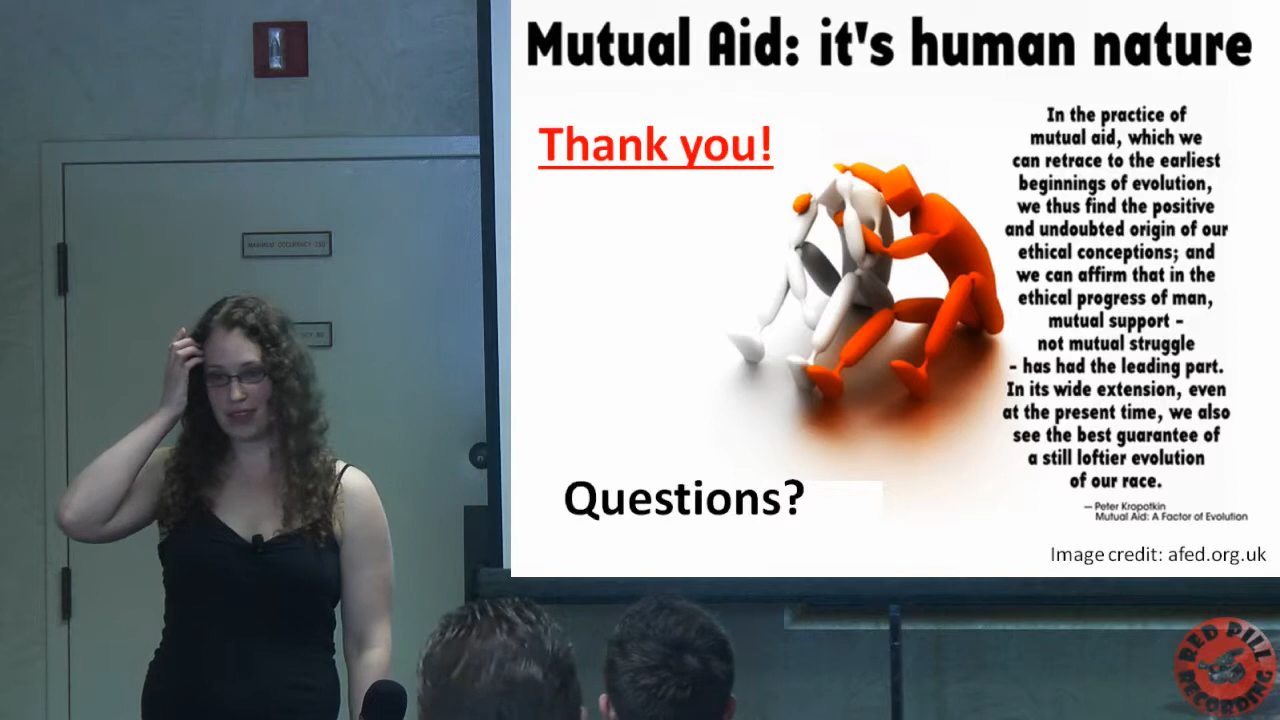 Mutual Aid: it's human nature
Thank you!
In the practice of
mutual aid, which we
can retrace to the earliest
beginnings of evolution,
we thus find the positive
and undoubted origin of our
ethical conceptions; and
we can affirm that in the
ethical progress of man,
mutual support –
not mutual struggle
– has had the leading part.
In its wide extension, even
at the present time, we also
see the best guarantee of
a still loftier evolution
of our race.
— Peter Kropotkin
Mutual Aid: A Factor of Evolution
Questions?
Image credit: afed.org.uk
MAXIMUM OCCUPANCY
RED PILL
RECORDING